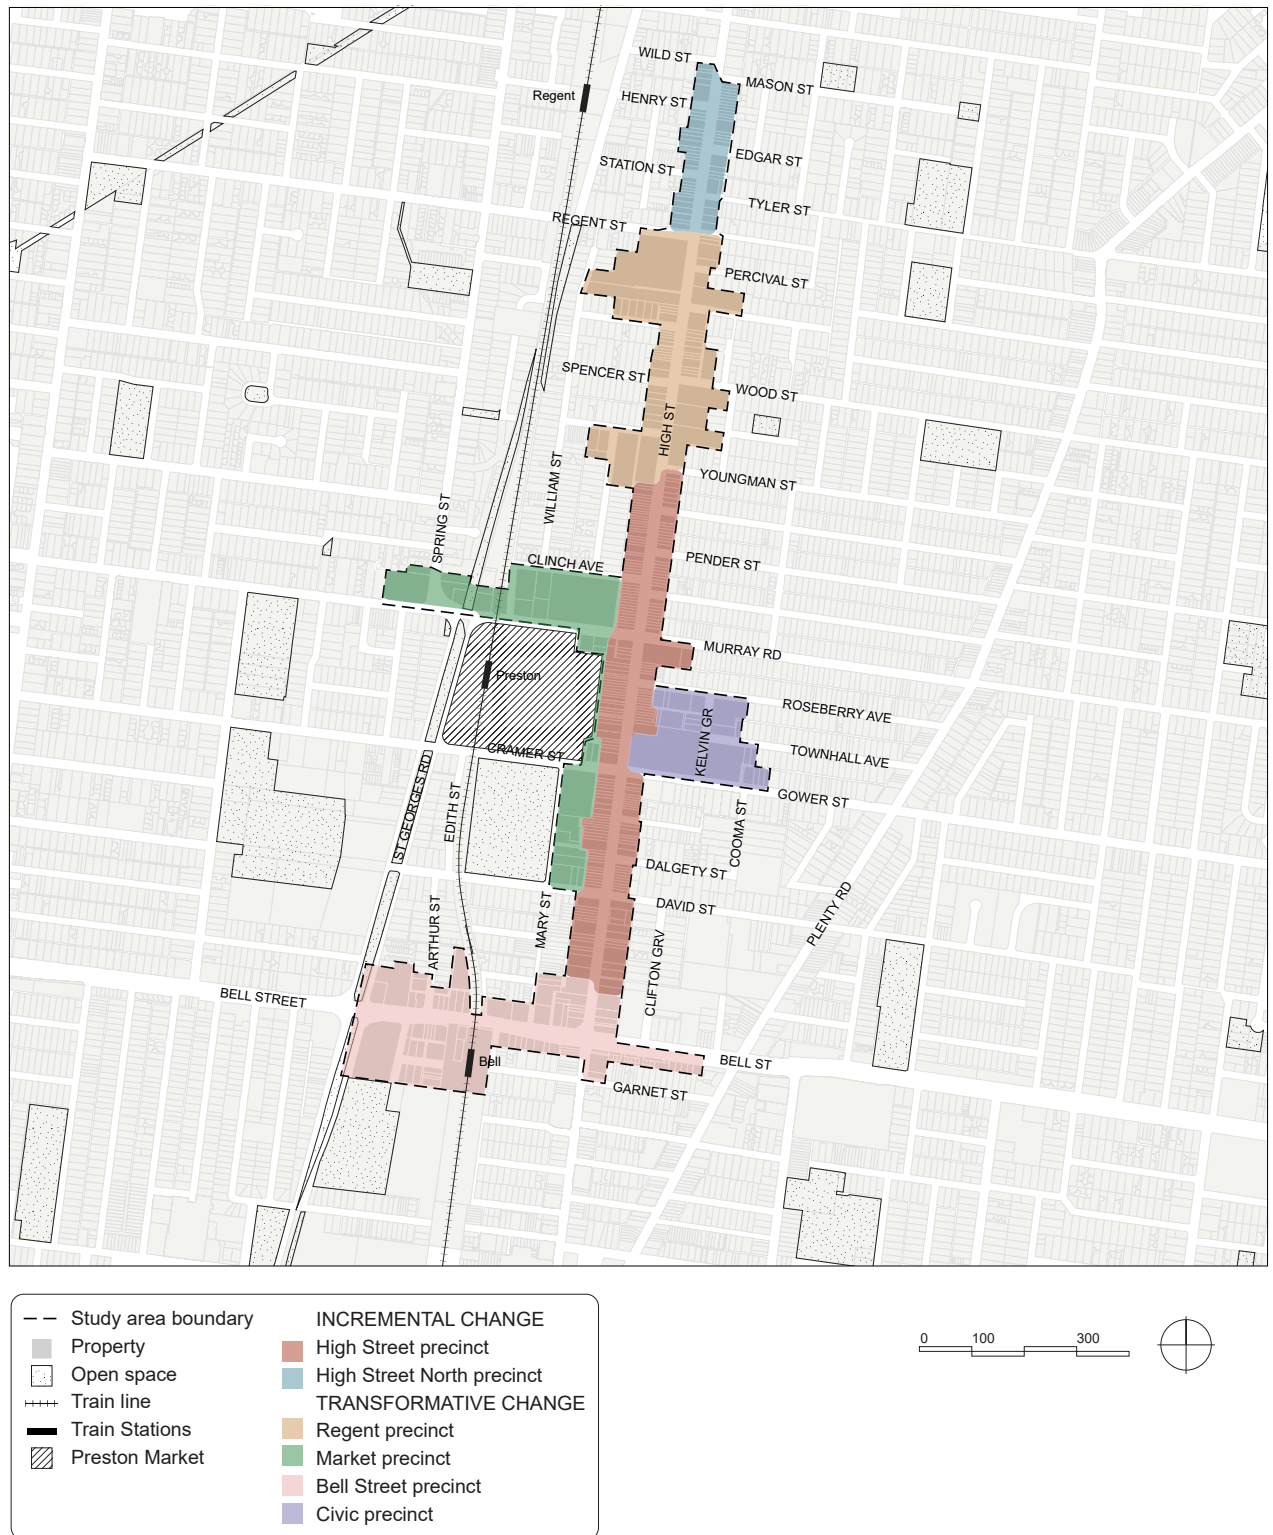 WILD ST
MASON ST
Regent
HENRY ST
EDGAR ST
STATION ST
TYLER ST
REGENT ST
PERCIVAL ST
SPENCER ST
WOOD ST
HIGH ST
WILLIAM ST
YOUNGMAN ST
SPRING ST
CLINCH AVE
PENDER ST
MURRAY RD
Preston
ROSEBERRY AVE
KELVIN GR
TOWNHALL AVE
CRAMER ST
GOWER ST
ST GEORGES RD
EDITH ST
COOMA ST
DALGETY ST
DAVID ST
PLENTY RD
ARTHUR ST
MARY ST
CLIFTON GRV
BELL STREET
Bell
BELL ST
GARNET ST
Study area boundary
Property
Open space
Train line
Train Stations
Preston Market
INCREMENTAL CHANGE
High Street precinct
High Street North precinct
TRANSFORMATIVE CHANGE
Regent precinct
Market precinct
Bell Street precinct
Civic precinct
0 100 300